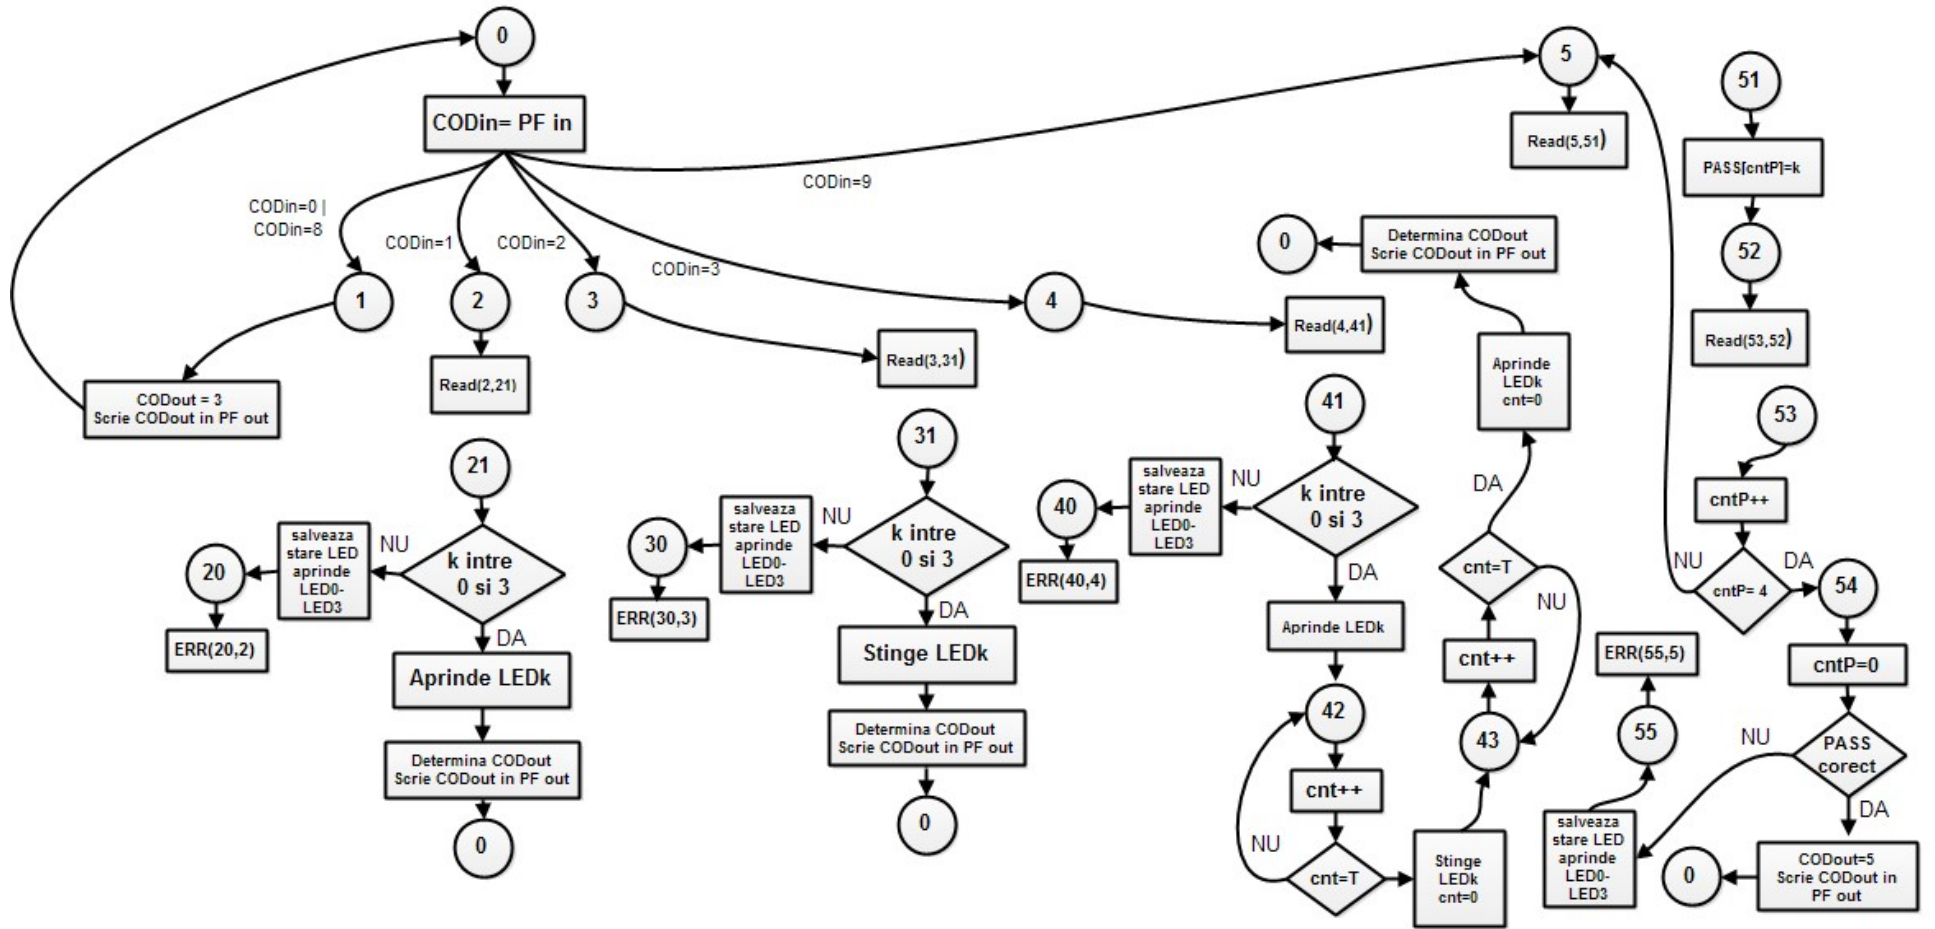 0
CODin= PF in
CODin=0 |
CODin=8
CODin=1
CODin=2
CODin=3
CODin=9
1
CODout = 3
Scrie CODout in PF out
2
Read(2,21)
3
Read(3,31)
4
Read(4,41)
5
Read(5,51)
21
k intre
0 si 3
NU
salveaza
stare LED
aprinde
LED0-
LED3
20
ERR(20,2)
DA
Aprinde LEDk
Determina CODout
Scrie CODout in PF out
0
31
k intre
0 si 3
NU
salveaza
stare LED
aprinde
LED0-
LED3
30
ERR(30,3)
DA
Stinge LEDk
Determina CODout
Scrie CODout in PF out
0
41
k intre
0 si 3
NU
salveaza
stare LED
aprinde
LED0-
LED3
40
ERR(40,4)
DA
Aprinde LEDk
42
cnt++
cnt=T
NU
Stinge
LEDk
cnt=0
43
cnt++
cnt=T
NU
DA
Aprinde
LEDk
cnt=0
Determina CODout
Scrie CODout in PF out
0
51
PASS[cntP]=k
52
Read(53,52)
53
cntP++
cntP= 4
NU
DA
54
cntP=0
PASS
corect
NU
salveaza
stare LED
aprinde
LED0-
LED3
55
ERR(55,5)
DA
CODout=5
Scrie CODout in
PF out
0